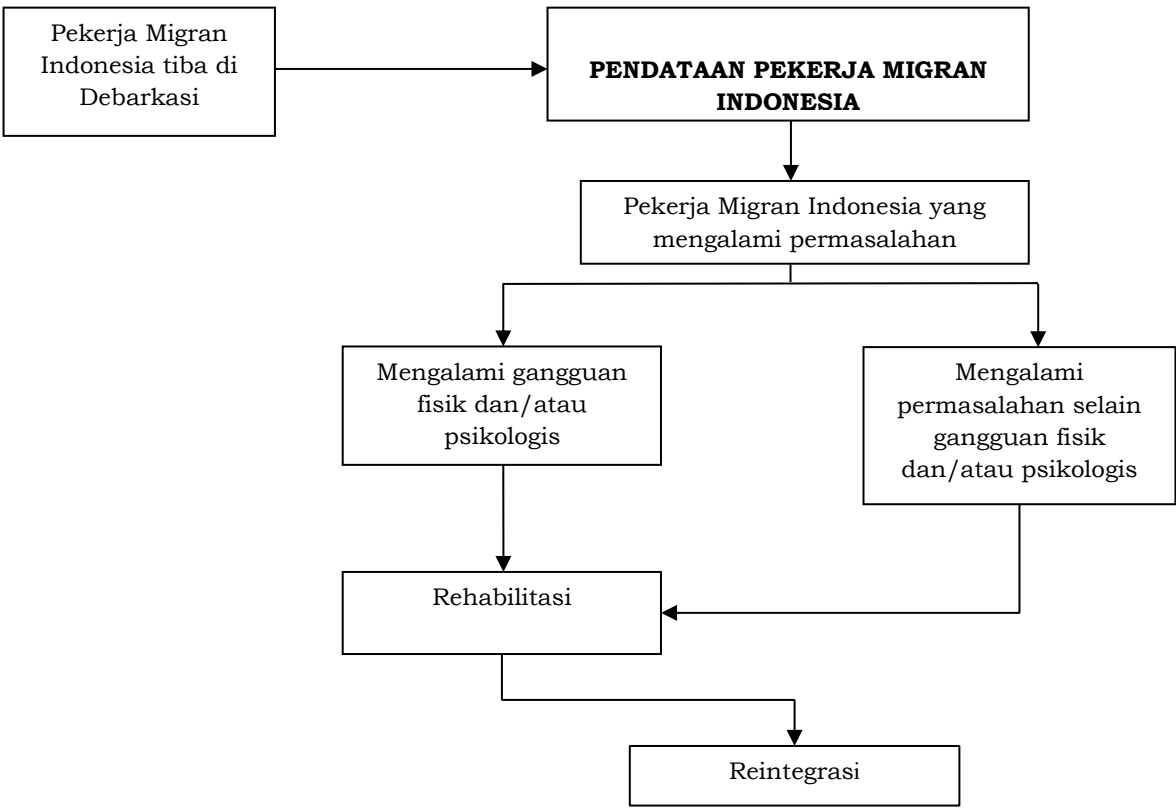 Pekerja Migran
Indonesia tiba di
Debarkasi
PENDATAAN PEKERJA MIGRAN
INDONESIA
Pekerja Migran Indonesia yang
mengalami permasalahan
Mengalami gangguan
fisik dan/atau
psikologis
Mengalami
permasalahan selain
gangguan fisik
dan/atau psikologis
Rehabilitasi
Reintegrasi